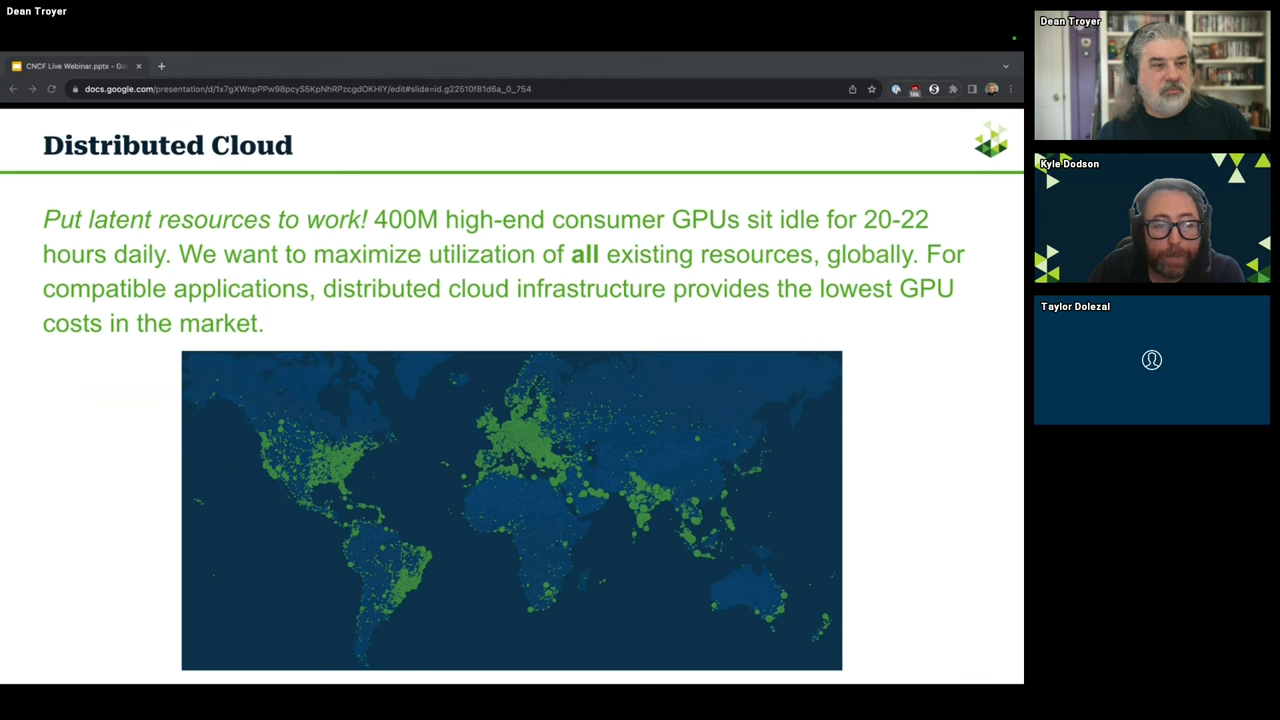 Dean Troyer
CNCF Live Webinar.pptx - Go
docs.google.com/presentation/d/1x7gXWnpPPw98pcyS5KpNhRPzcgdOKHlY/edit#slide=id.g22510f81d6a_0_754
Distributed Cloud
Put latent resources to work! 400M high-end consumer GPUs sit idle for 20-22
hours daily. We want to maximize utilization of all existing resources, globally. For
compatible applications, distributed cloud infrastructure provides the lowest GPU
costs in the market.
Dean Troyer
Kyle Dodson
Taylor Dolezal